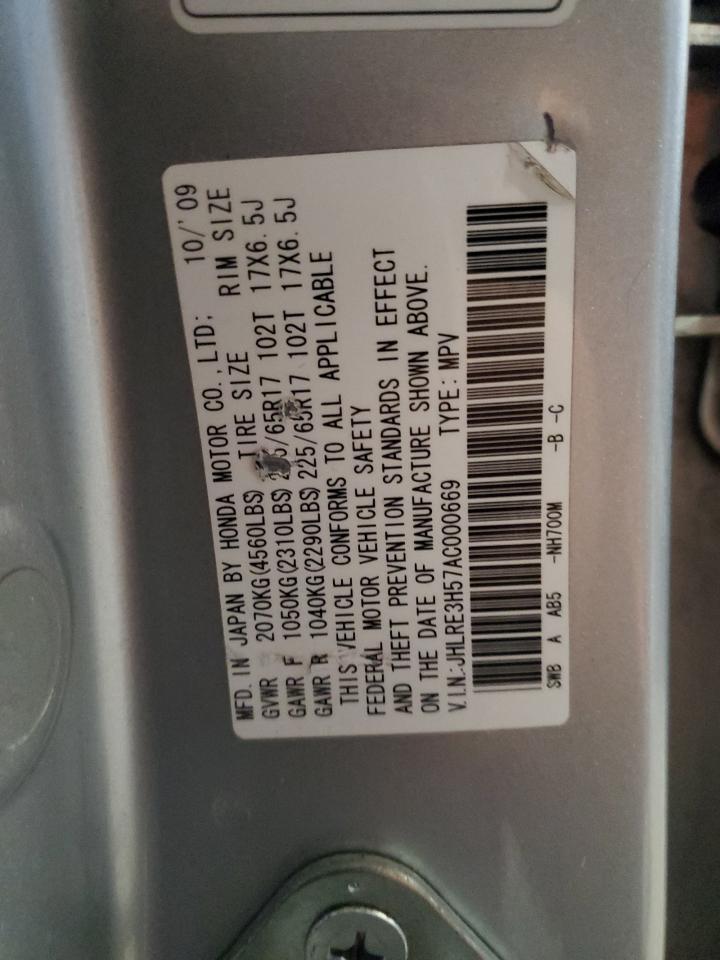 MFD. IN JAPAN BY HONDA MOTOR CO., LTD; 10/'09
TIRE SIZE RIM SIZE
GVWR 2070KG(4560LBS)
GAWR F 1050KG(2310LBS) 225/65R17 102T 17X6.5J
GAWR R 1040KG(2290LBS) 225/65R17 102T 17X6.5J
THIS VEHICLE CONFORMS TO ALL APPLICABLE
FEDERAL MOTOR VEHICLE SAFETY
AND THEFT PREVENTION STANDARDS IN EFFECT
ON THE DATE OF MANUFACTURE SHOWN ABOVE.
V.I.N:JHLRE3H57AC000669 TYPE: MPV
SWB A AB5 -NH700M -B -C